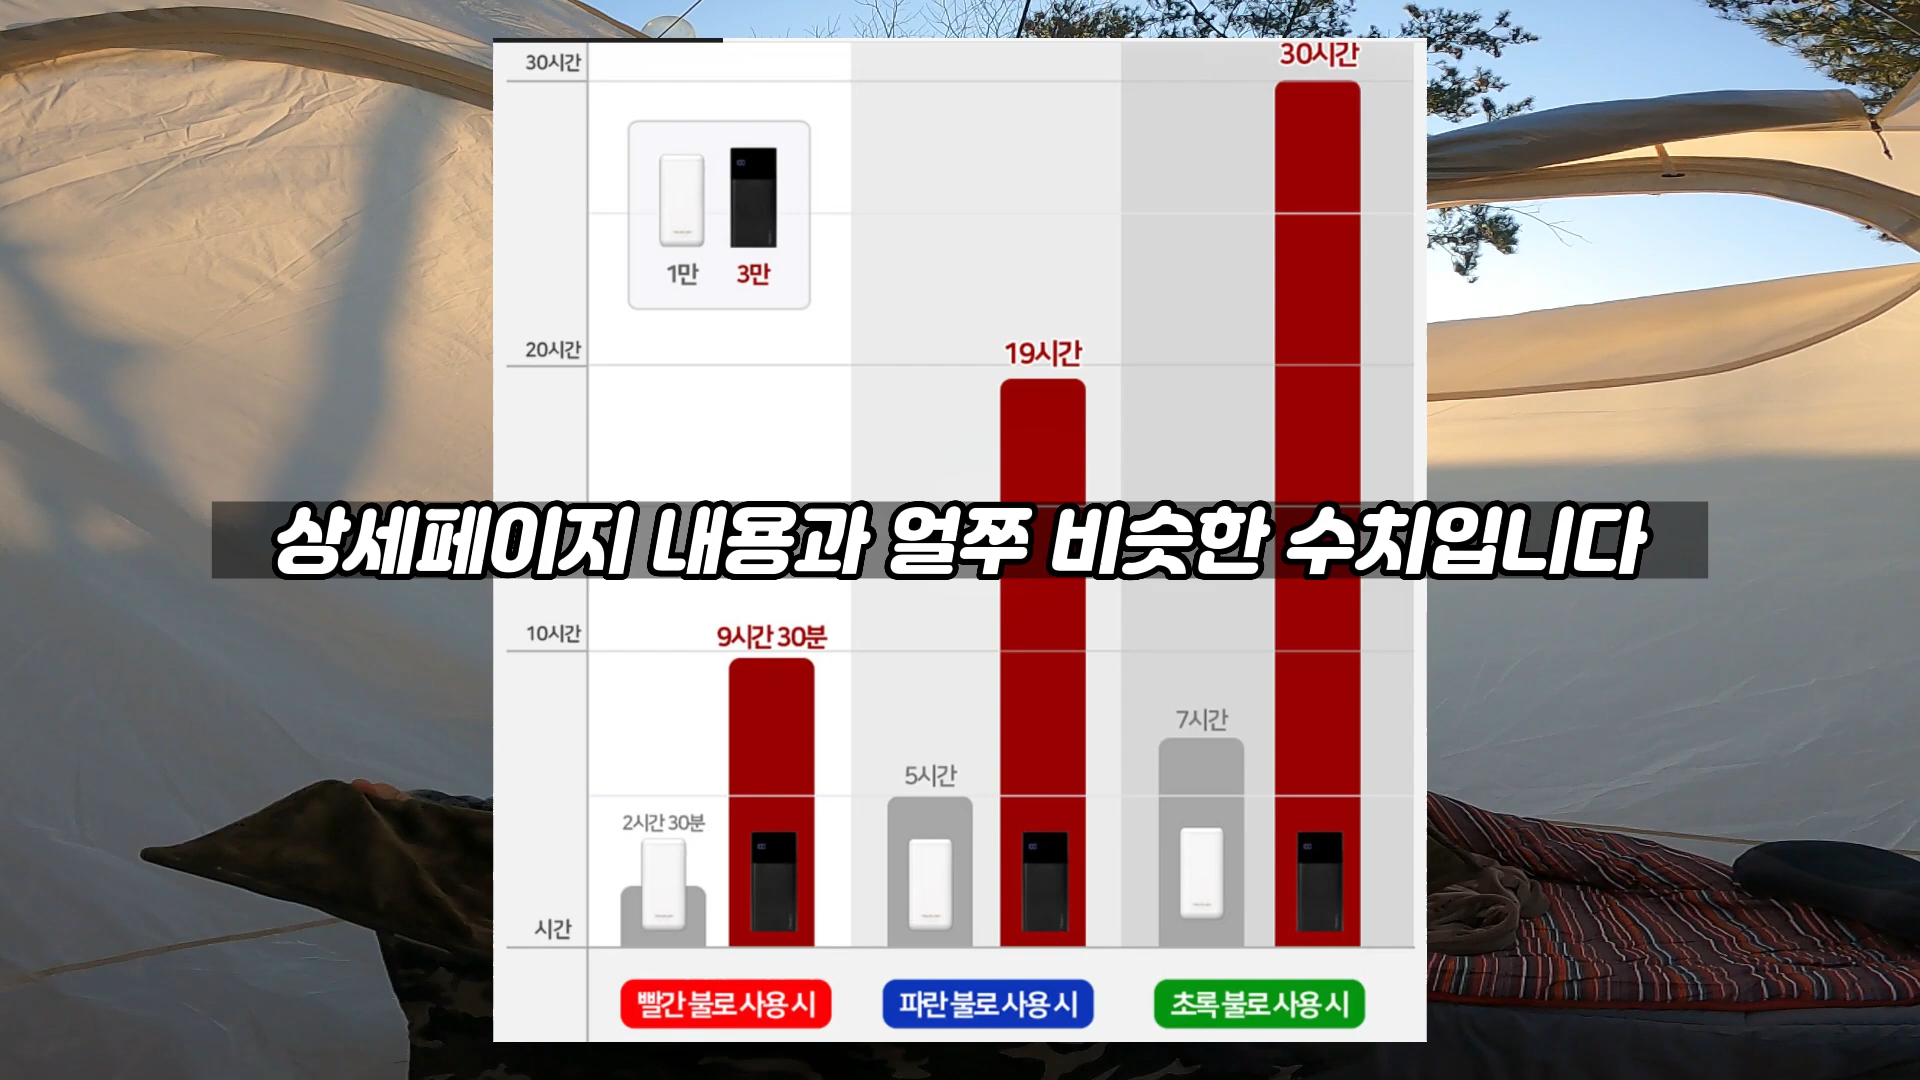 30시간
30시간
1만
3만
20시간
19시간
상세페이지 내용과 얼쭈 비슷한 수치입니다
10시간
9시간 30분
7시간
5시간
2시간 30분
시간
빨간 불로 사용 시
파란 불로 사용 시
초록 불로 사용 시